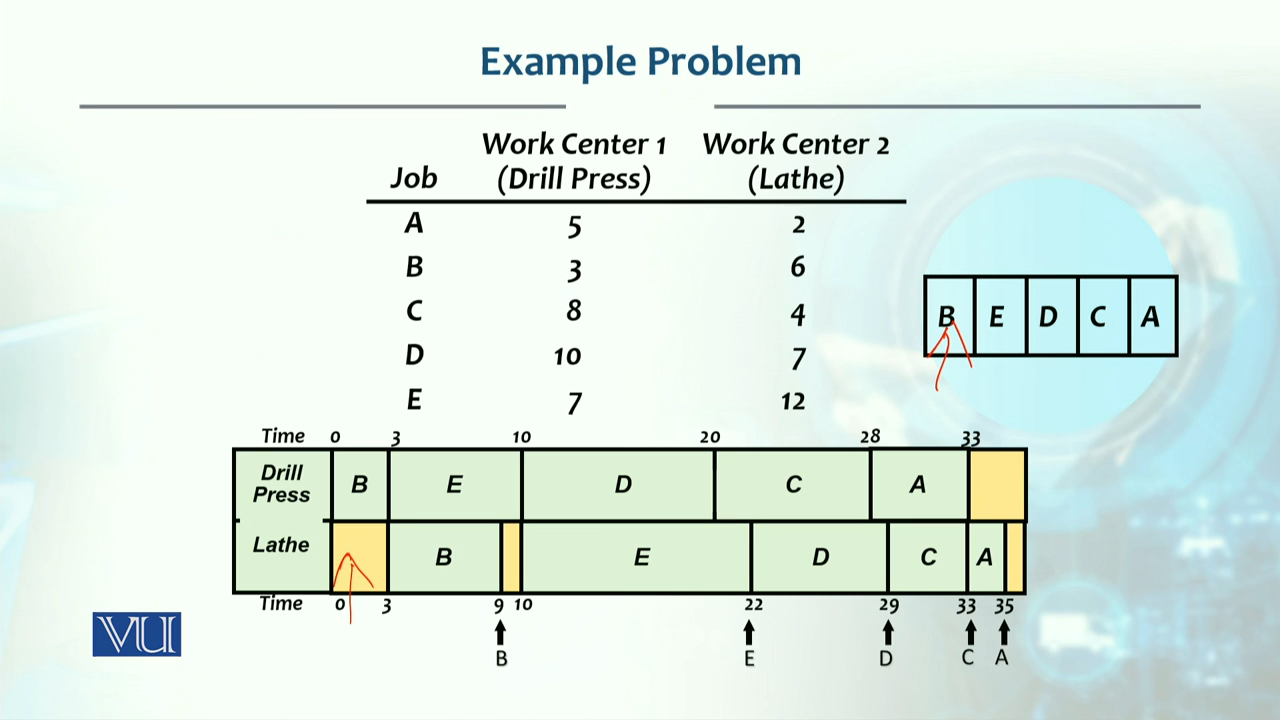 Example Problem
Job Work Center 1 (Drill Press) Work Center 2 (Lathe)
A 5 2
B 3 6
C 8 4
D 10 7
E 7 12
B E D C A
Time 0 3 10 20 28 33
Drill Press B E D C A
Lathe B E D C A
Time 0 3 9 10 22 29 33 35
B E D C A
VU